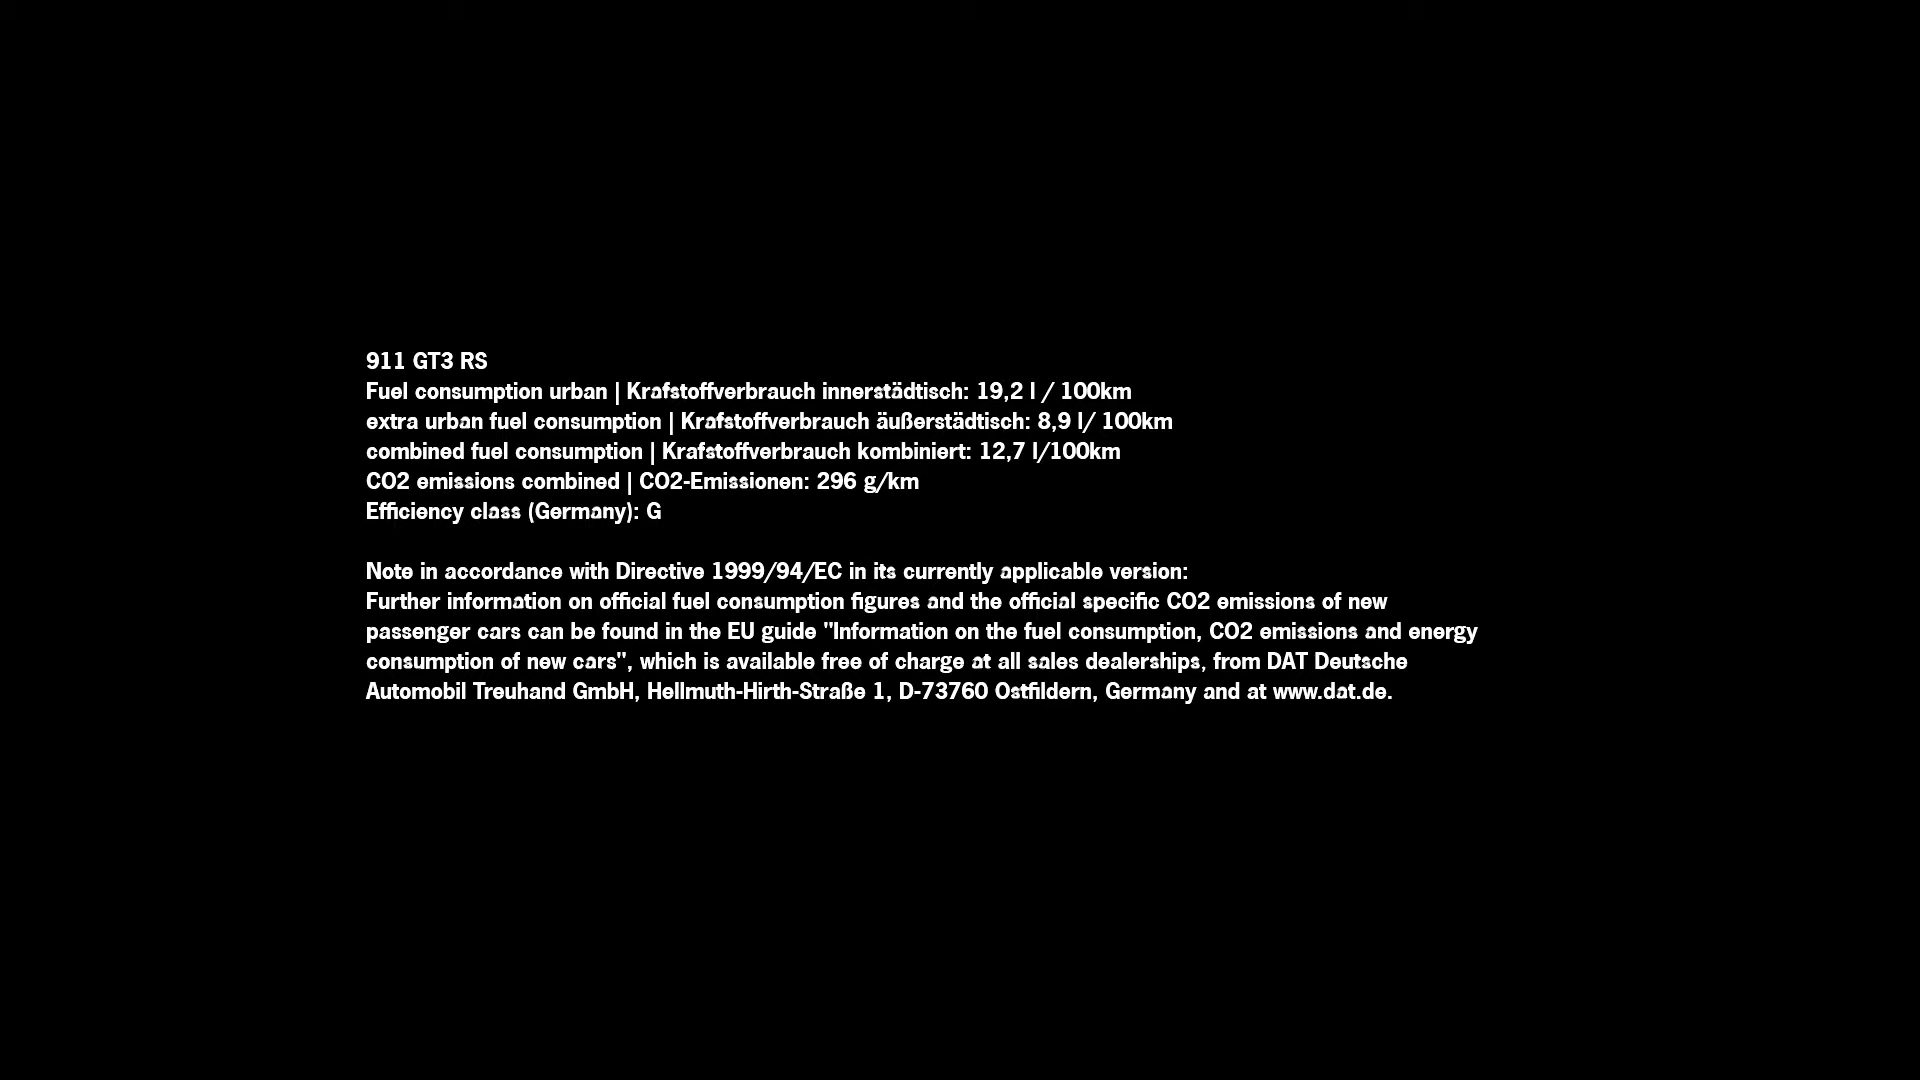 911 GT3 RS
Fuel consumption urban | Krafstoffverbrauch innerstädtisch: 19,2 l / 100km
extra urban fuel consumption | Krafstoffverbrauch äußerstädtisch: 8,9 l/ 100km
combined fuel consumption | Krafstoffverbrauch kombiniert: 12,7 l/100km
CO2 emissions combined | CO2-Emissionen: 296 g/km
Efficiency class (Germany): G
Note in accordance with Directive 1999/94/EC in its currently applicable version:
Further information on official fuel consumption figures and the official specific CO2 emissions of new
passenger cars can be found in the EU guide "Information on the fuel consumption, CO2 emissions and energy
consumption of new cars", which is available free of charge at all sales dealerships, from DAT Deutsche
Automobil Treuhand GmbH, Hellmuth-Hirth-Straße 1, D-73760 Ostfildern, Germany and at www.dat.de.